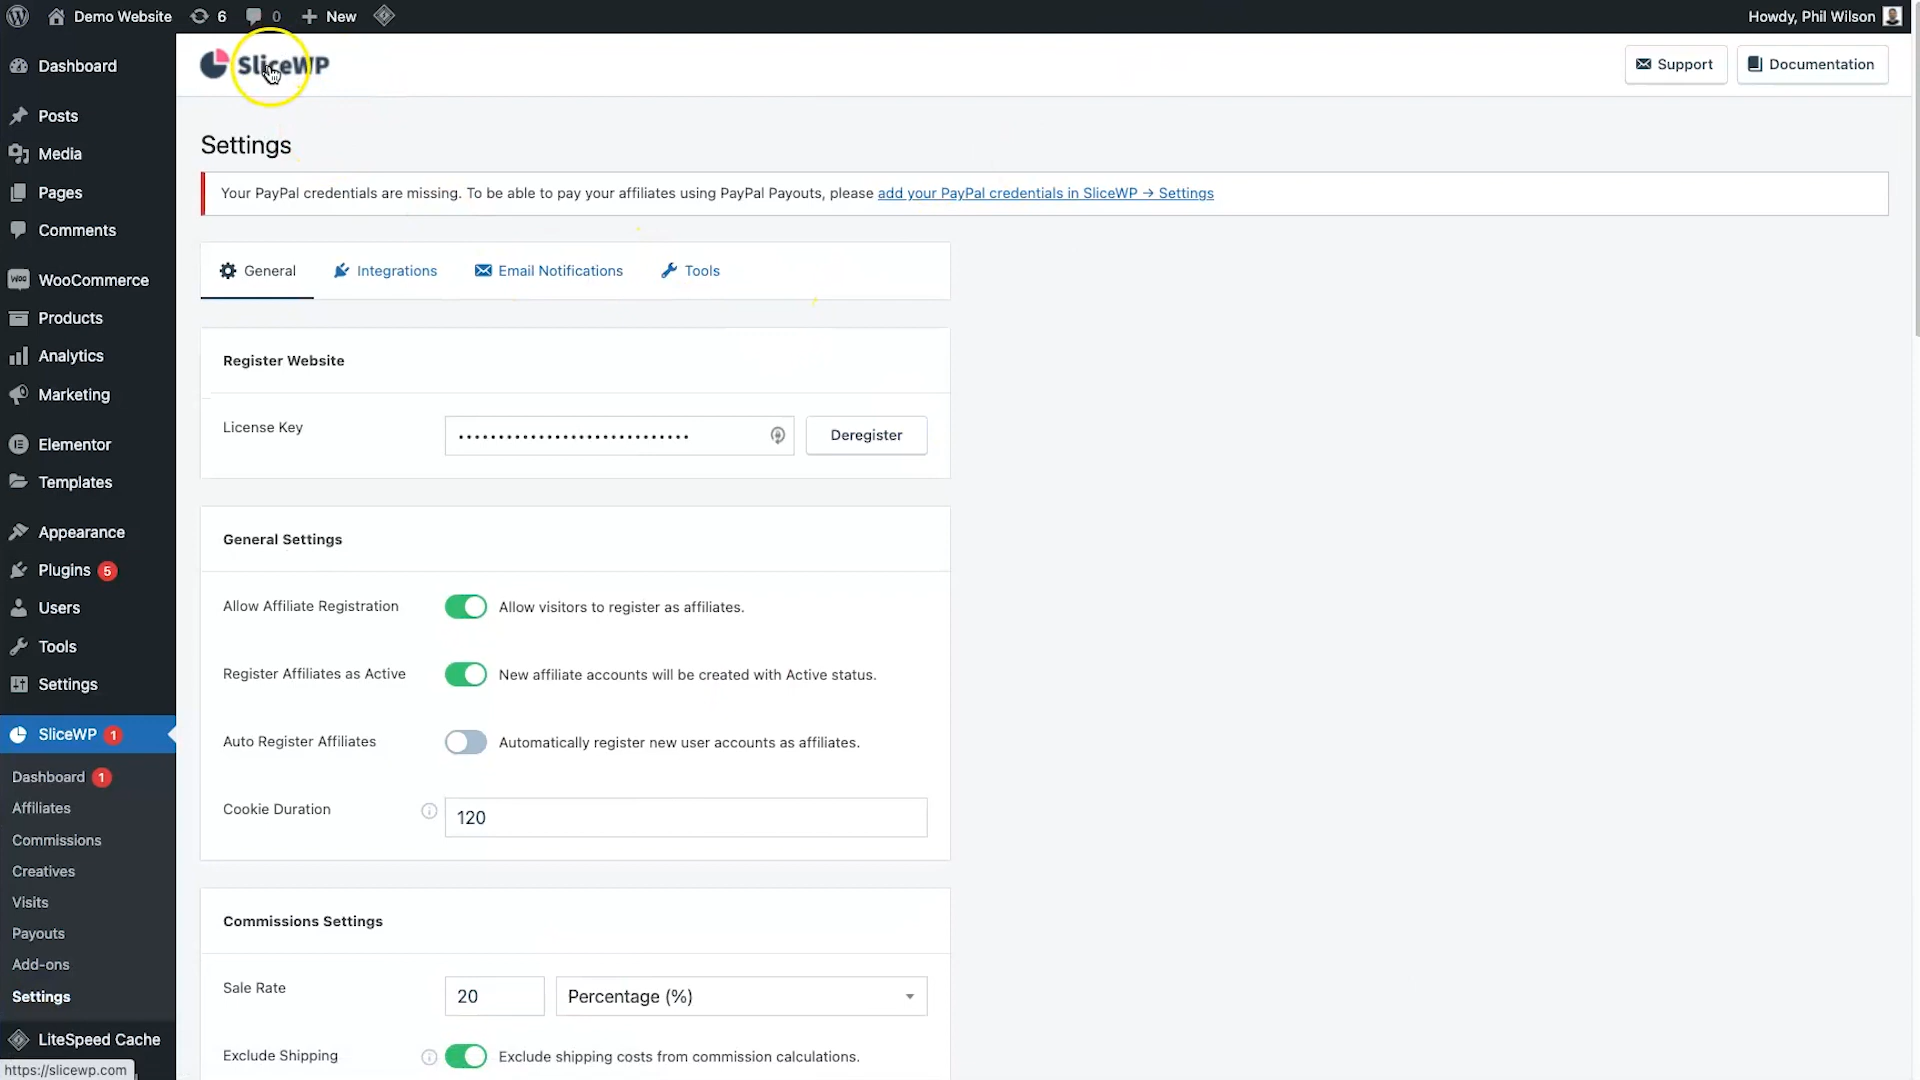 Demo Website 6 0 New Howdy, Phil Wilson
Dashboard
Posts
Media
Pages
Comments
WooCommerce
Products
Analytics
Marketing
Elementor
Templates
Appearance
Plugins 5
Users
Tools
Settings
SliceWP 1
Dashboard 1
Affiliates
Commissions
Creatives
Visits
Payouts
Add-ons
Settings
LiteSpeed Cache
https://slicewp.com
SliceWP
Support Documentation
Settings
Your PayPal credentials are missing. To be able to pay your affiliates using PayPal Payouts, please add your PayPal credentials in SliceWP → Settings
General Integrations Email Notifications Tools
Register Website
License Key •••••••••••••••••••••••••••••• Deregister
General Settings
Allow Affiliate Registration Allow visitors to register as affiliates.
Register Affiliates as Active New affiliate accounts will be created with Active status.
Auto Register Affiliates Automatically register new user accounts as affiliates.
Cookie Duration 120
Commissions Settings
Sale Rate 20 Percentage (%)
Exclude Shipping Exclude shipping costs from commission calculations.